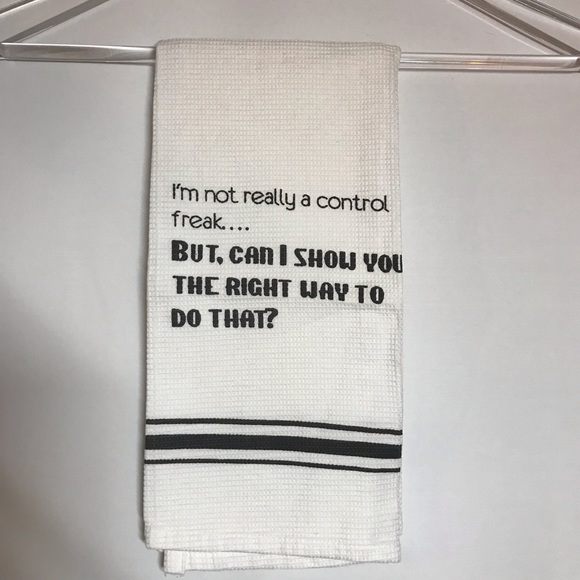 I'm not really a control
freak....
BUT, CAN I SHOW YOU
THE RIGHT WAY TO
DO THAT?